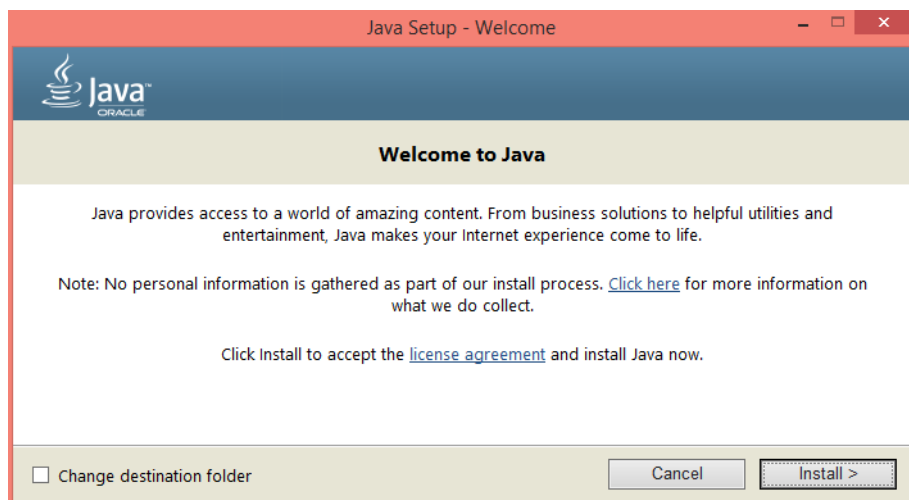 Java Setup - Welcome
Java™
ORACLE
Welcome to Java
Java provides access to a world of amazing content. From business solutions to helpful utilities and
entertainment, Java makes your Internet experience come to life.
Note: No personal information is gathered as part of our install process. Click here for more information on
what we do collect.
Click Install to accept the license agreement and install Java now.
Change destination folder
Cancel
Install >